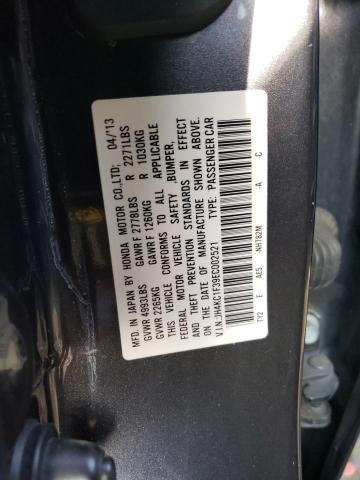 MFD. IN JAPAN BY HONDA MOTOR CO.,LTD; 04/'13
GVWR 4993LBS GAWR F 2778LBS R 2271LBS
GVWR 2265KG GAWR F 1260KG R 1030KG
THIS VEHICLE CONFORMS TO ALL APPLICABLE
FEDERAL MOTOR VEHICLE SAFETY ,BUMPER,
AND THEFT PREVENTION STANDARDS IN EFFECT
ON THE DATE OF MANUFACTURE SHOWN ABOVE.
V.I.N.:JH4KC1F39EC002521 TYPE: PASSENGER CAR
TY2 E AE5 NH782M -A -C